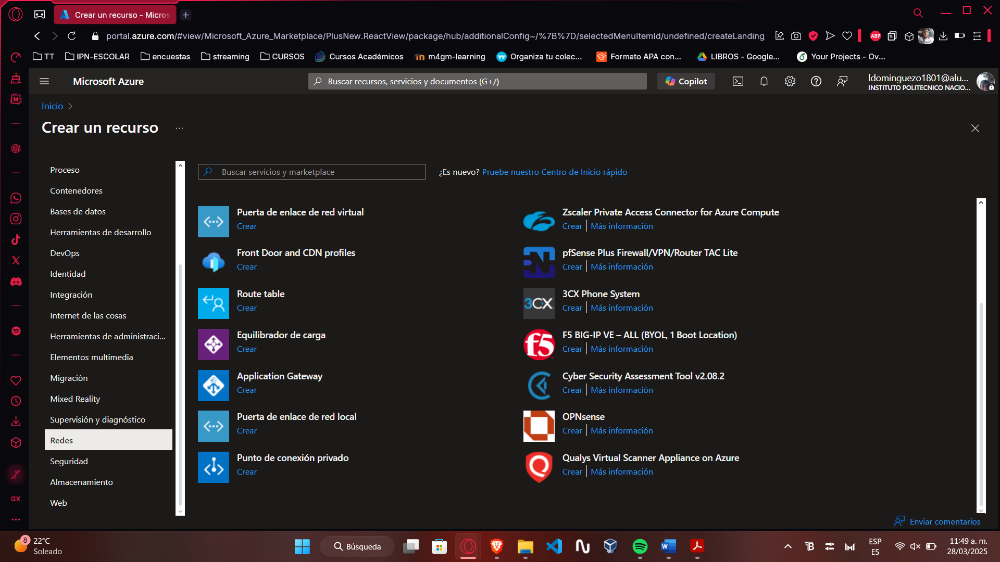 Crear un recurso - Micros
portal.azure.com/#view/Microsoft_Azure_Marketplace/PlusNew.ReactView/package/hub/additionalConfig~/%7B%7D/selectedMenuItemId/undefined/createLanding
ABP
TT
IPN-ESCOLAR
encuestas
streaming
CURSOS
Cursos Académicos
m4gm-learning
Organiza tu colec...
Formato APA con...
LIBROS - Google...
Your Projects - Ov...
Microsoft Azure
Buscar recursos, servicios y documentos (G+/)
Copilot
ldominguezo1801@alu...
INSTITUTO POLITECNICO NACIO...
Inicio
Crear un recurso
...
Proceso
Contenedores
Bases de datos
Herramientas de desarrollo
DevOps
Identidad
Integración
Internet de las cosas
Herramientas de administraci...
Elementos multimedia
Migración
Mixed Reality
Supervisión y diagnóstico
Redes
Seguridad
Almacenamiento
Web
Buscar servicios y marketplace
¿Es nuevo? Pruebe nuestro Centro de Inicio rápido
Puerta de enlace de red virtual
Crear
Front Door and CDN profiles
Crear
Route table
Crear
Equilibrador de carga
Crear
Application Gateway
Crear
Puerta de enlace de red local
Crear
Punto de conexión privado
Crear
Zscaler Private Access Connector for Azure Compute
Crear | Más información
pfSense Plus Firewall/VPN/Router TAC Lite
Crear | Más información
3CX
3CX Phone System
Crear | Más información
f5
F5 BIG-IP VE – ALL (BYOL, 1 Boot Location)
Crear | Más información
Cyber Security Assessment Tool v2.08.2
Crear | Más información
OPNsense
Crear | Más información
Qualys Virtual Scanner Appliance on Azure
Crear | Más información
Enviar comentarios
GX
8
22°C
Soleado
Búsqueda
ESP
ES
11:49 a. m.
28/03/2025